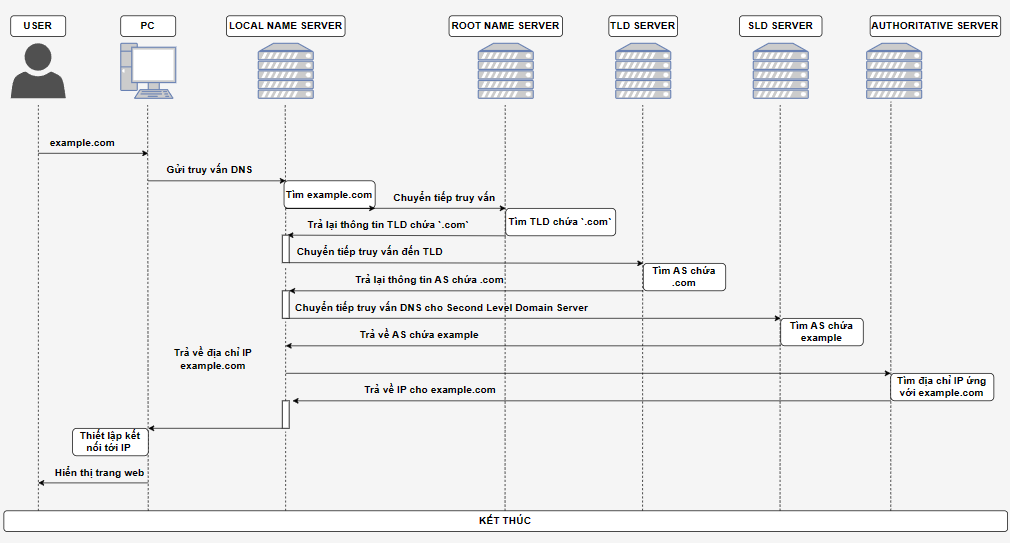 USER
PC
LOCAL NAME SERVER
ROOT NAME SERVER
TLD SERVER
SLD SERVER
AUTHORITATIVE SERVER
example.com
Gửi truy vấn DNS
Tìm example.com
Chuyển tiếp truy vấn
Tìm TLD chứa `.com`
Trả lại thông tin TLD chứa `.com`
Chuyển tiếp truy vấn đến TLD
Tìm AS chứa
.com
Trả lại thông tin AS chứa .com
Chuyển tiếp truy vấn DNS cho Second Level Domain Server
Tìm AS chứa
example
Trả về AS chứa example
Trả về địa chỉ IP
example.com
Tìm địa chỉ IP ứng
với example.com
Trả về IP cho example.com
Thiết lập kết
nối tới IP
Hiển thị trang web
KẾT THÚC